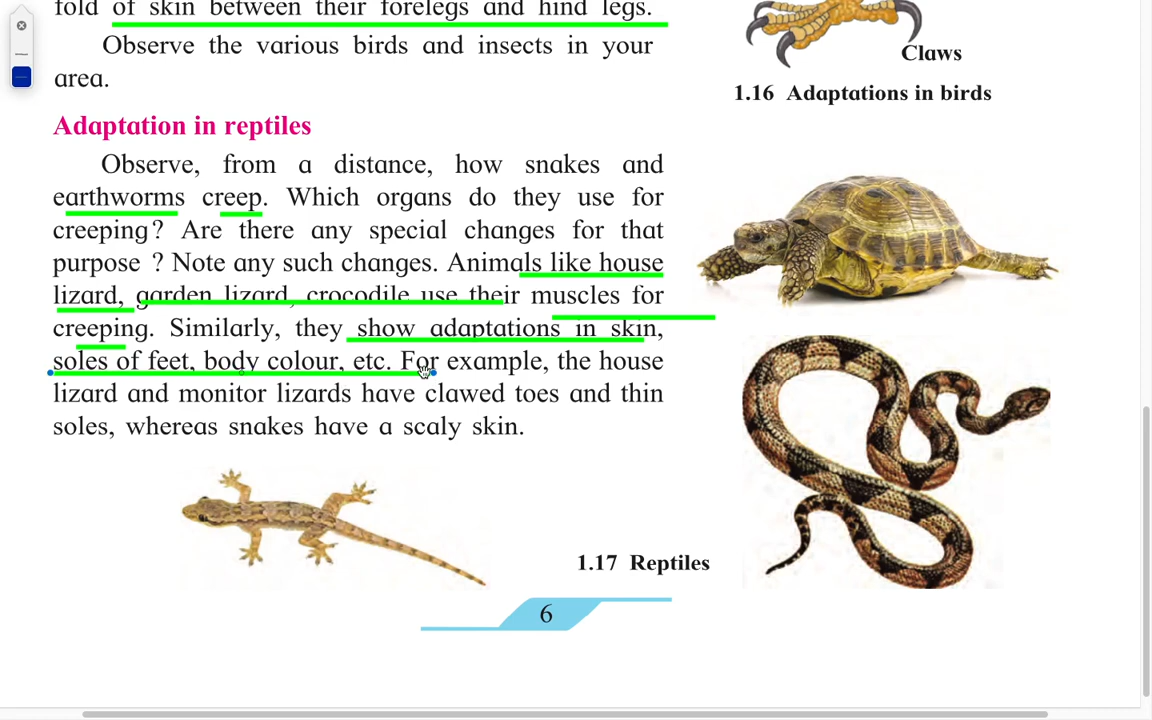 fold of skin between their forelegs and hind legs.
Observe the various birds and insects in your
area.
Claws
1.16 Adaptations in birds
Adaptation in reptiles
Observe, from a distance, how snakes and
earthworms creep. Which organs do they use for
creeping? Are there any special changes for that
purpose ? Note any such changes. Animals like house
lizard, garden lizard, crocodile use their muscles for
creeping. Similarly, they show adaptations in skin,
soles of feet, body colour, etc. For example, the house
lizard and monitor lizards have clawed toes and thin
soles, whereas snakes have a scaly skin.
1.17 Reptiles
6